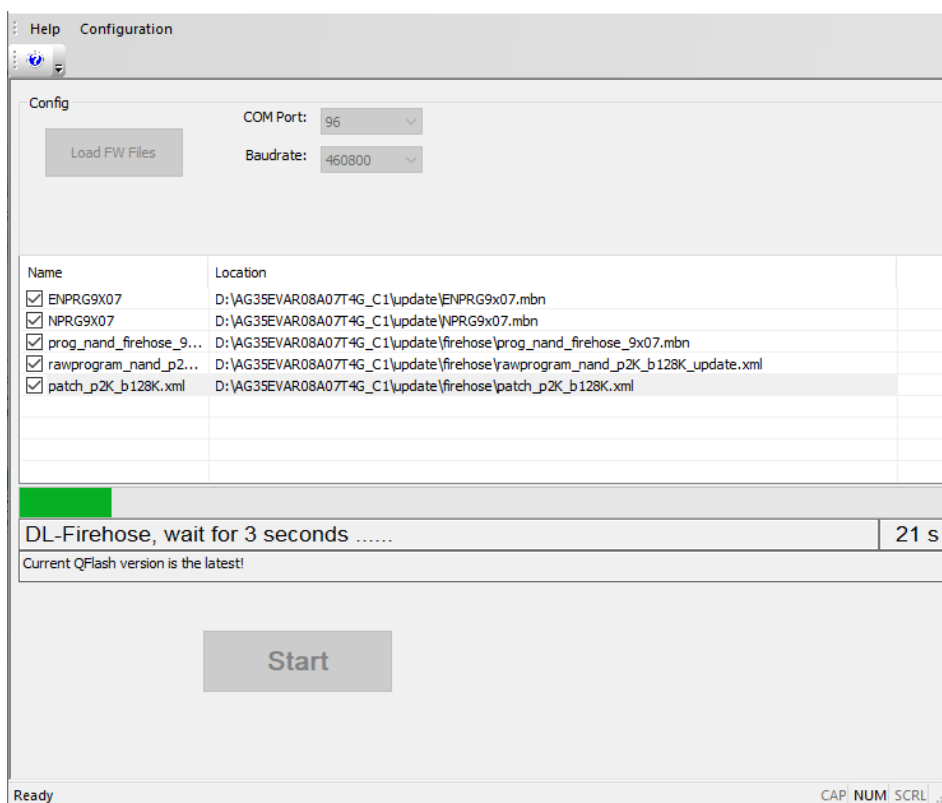 Help Configuration
Config
Load FW Files
COM Port: 96
Baudrate: 460800
Name Location
ENPRG9X07 D:\AG35EVAR08A07T4G_C1\update\ENPRG9x07.mbn
NPRG9X07 D:\AG35EVAR08A07T4G_C1\update\NPRG9x07.mbn
prog_nand_firehose_9... D:\AG35EVAR08A07T4G_C1\update\firehose\prog_nand_firehose_9x07.mbn
rawprogram_nand_p2... D:\AG35EVAR08A07T4G_C1\update\firehose\rawprogram_nand_p2K_b128K_update.xml
patch_p2K_b128K.xml D:\AG35EVAR08A07T4G_C1\update\firehose\patch_p2K_b128K.xml
DL-Firehose, wait for 3 seconds ...... 21 s
Current QFlash version is the latest!
Start
Ready CAP NUM SCRL